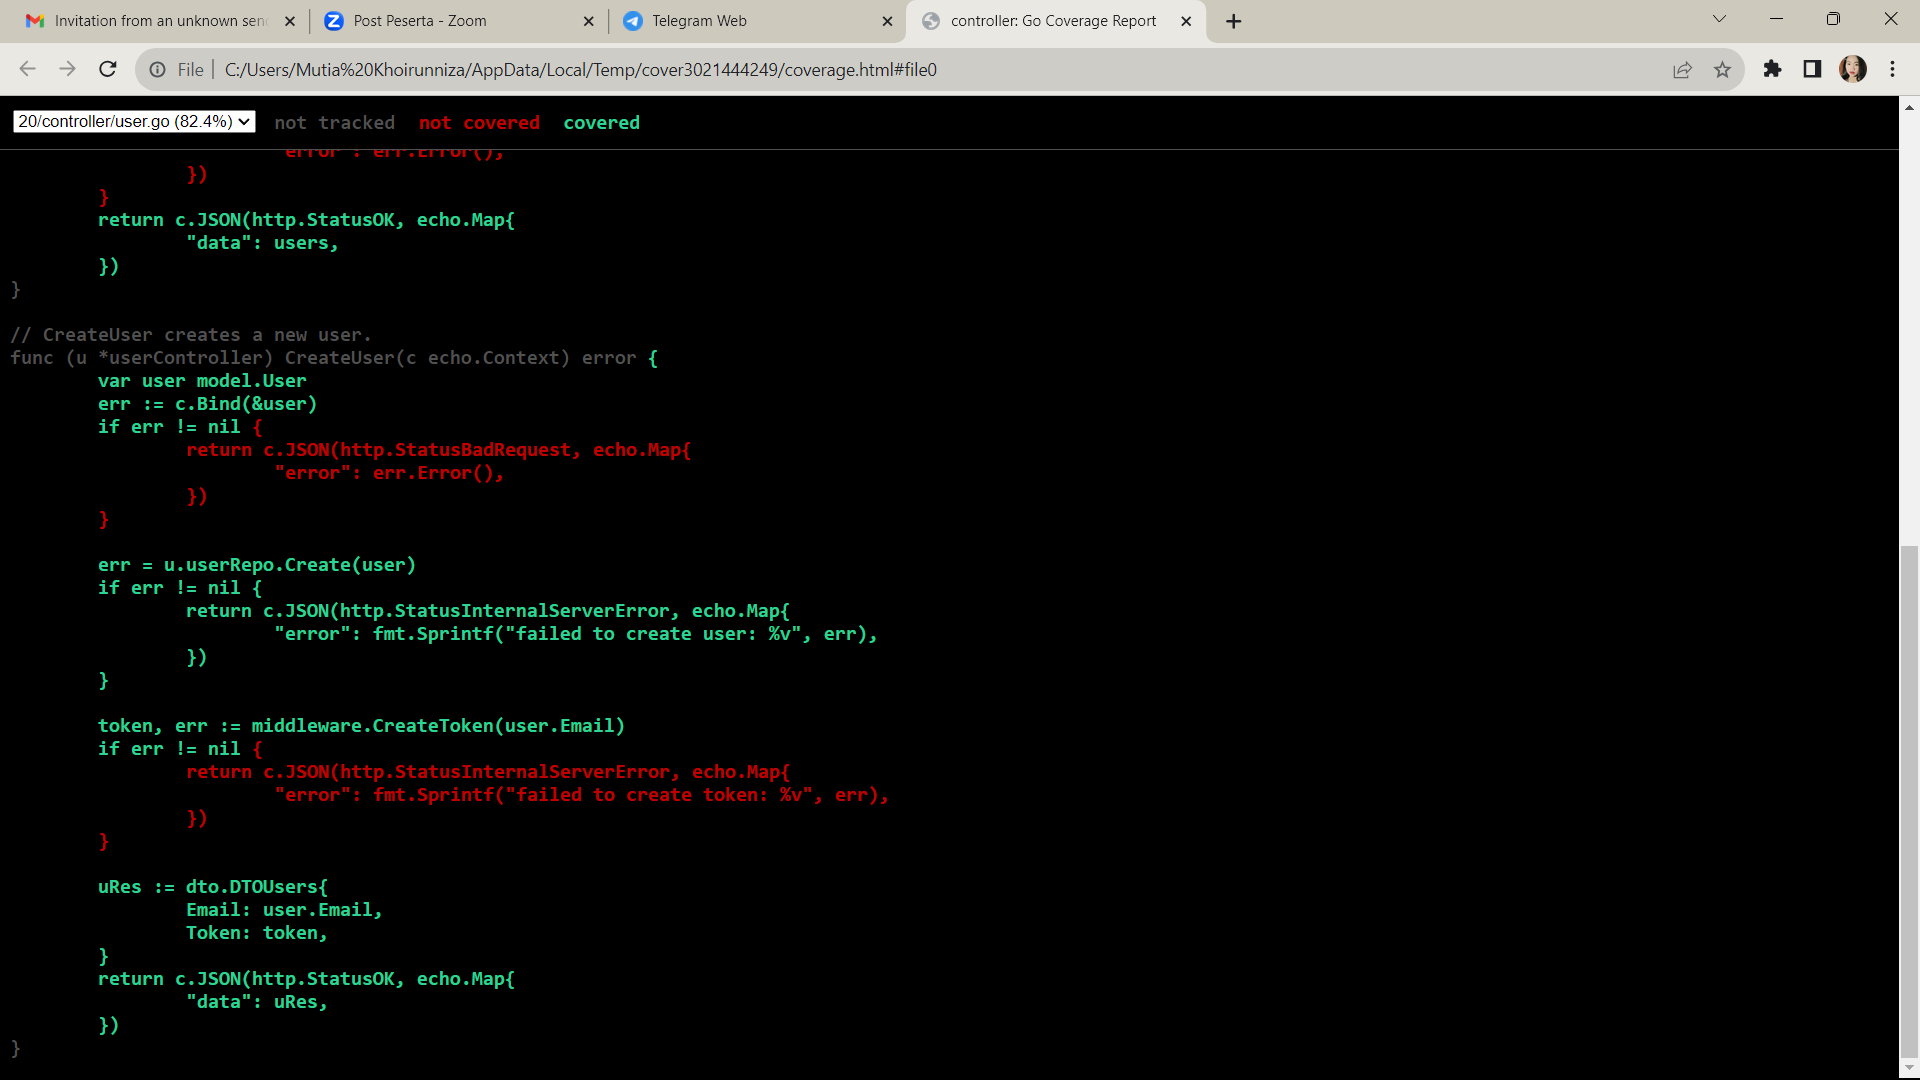 Invitation from an unknown sen
Post Peserta - Zoom
Telegram Web
controller: Go Coverage Report
File
C:/Users/Mutia%20Khoirunniza/AppData/Local/Temp/cover3021444249/coverage.html#file0
20/controller/user.go (82.4%)
not tracked not covered covered
"error": err.Error(),
})
}
return c.JSON(http.StatusOK, echo.Map{
"data": users,
})
}
// CreateUser creates a new user.
func (u *userController) CreateUser(c echo.Context) error {
var user model.User
err := c.Bind(&user)
if err != nil {
return c.JSON(http.StatusBadRequest, echo.Map{
"error": err.Error(),
})
}
err = u.userRepo.Create(user)
if err != nil {
return c.JSON(http.StatusInternalServerError, echo.Map{
"error": fmt.Sprintf("failed to create user: %v", err),
})
}
token, err := middleware.CreateToken(user.Email)
if err != nil {
return c.JSON(http.StatusInternalServerError, echo.Map{
"error": fmt.Sprintf("failed to create token: %v", err),
})
}
uRes := dto.DTOUsers{
Email: user.Email,
Token: token,
}
return c.JSON(http.StatusOK, echo.Map{
"data": uRes,
})
}